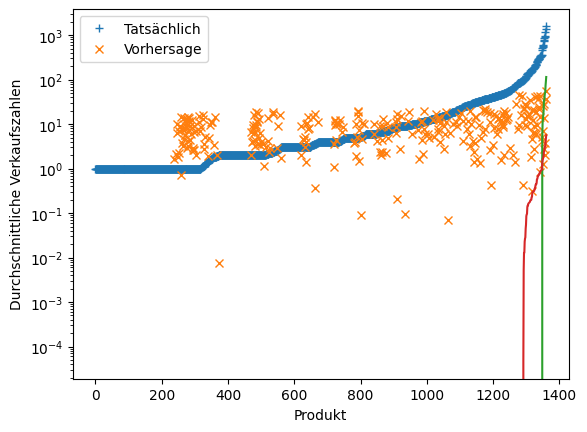 Tatsächlich
Vorhersage
Durchschnittliche Verkaufszahlen
10³
10²
10¹
10⁰
10⁻¹
10⁻²
10⁻³
10⁻⁴
0 200 400 600 800 1000 1200 1400
Produkt